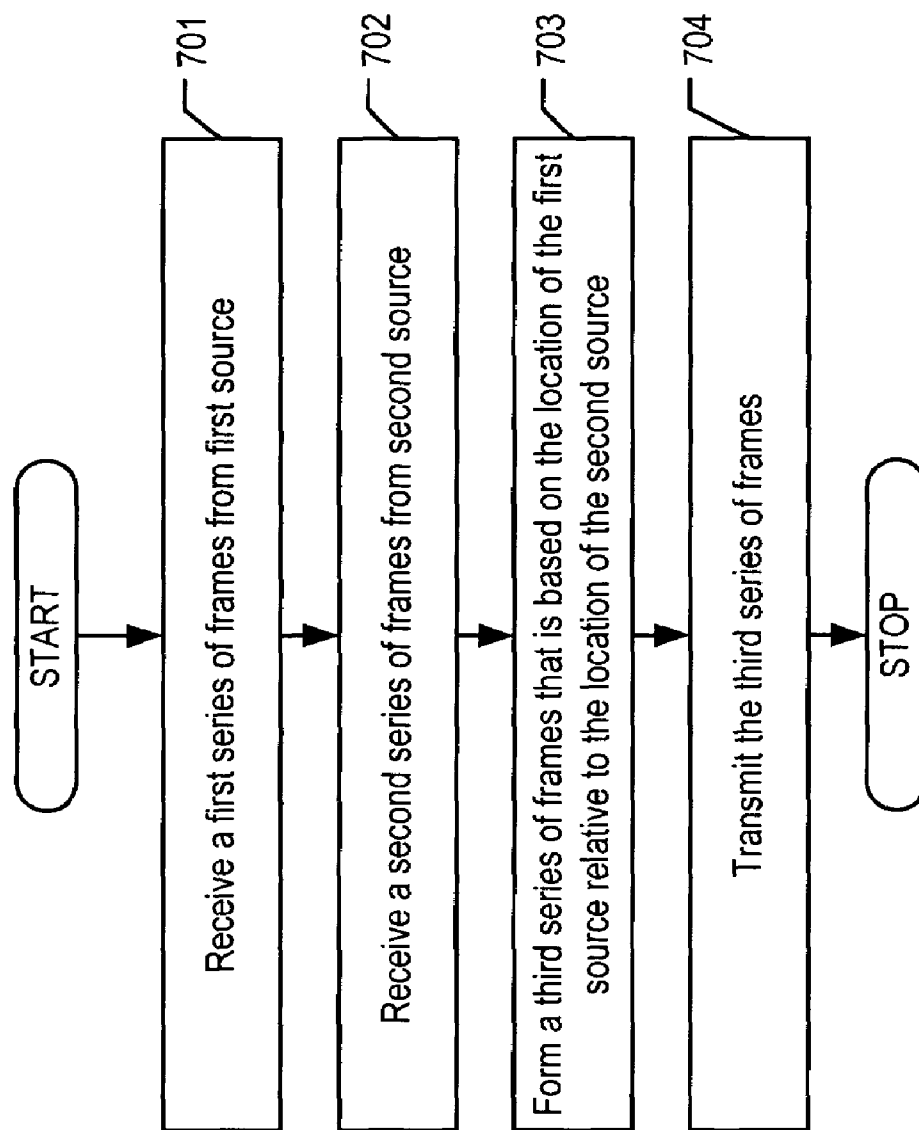 START
Receive a first series of frames from first source
701
Receive a second series of frames from second source
702
Form a third series of frames that is based on the location of the first
source relative to the location of the second source
703
Transmit the third series of frames
704
STOP